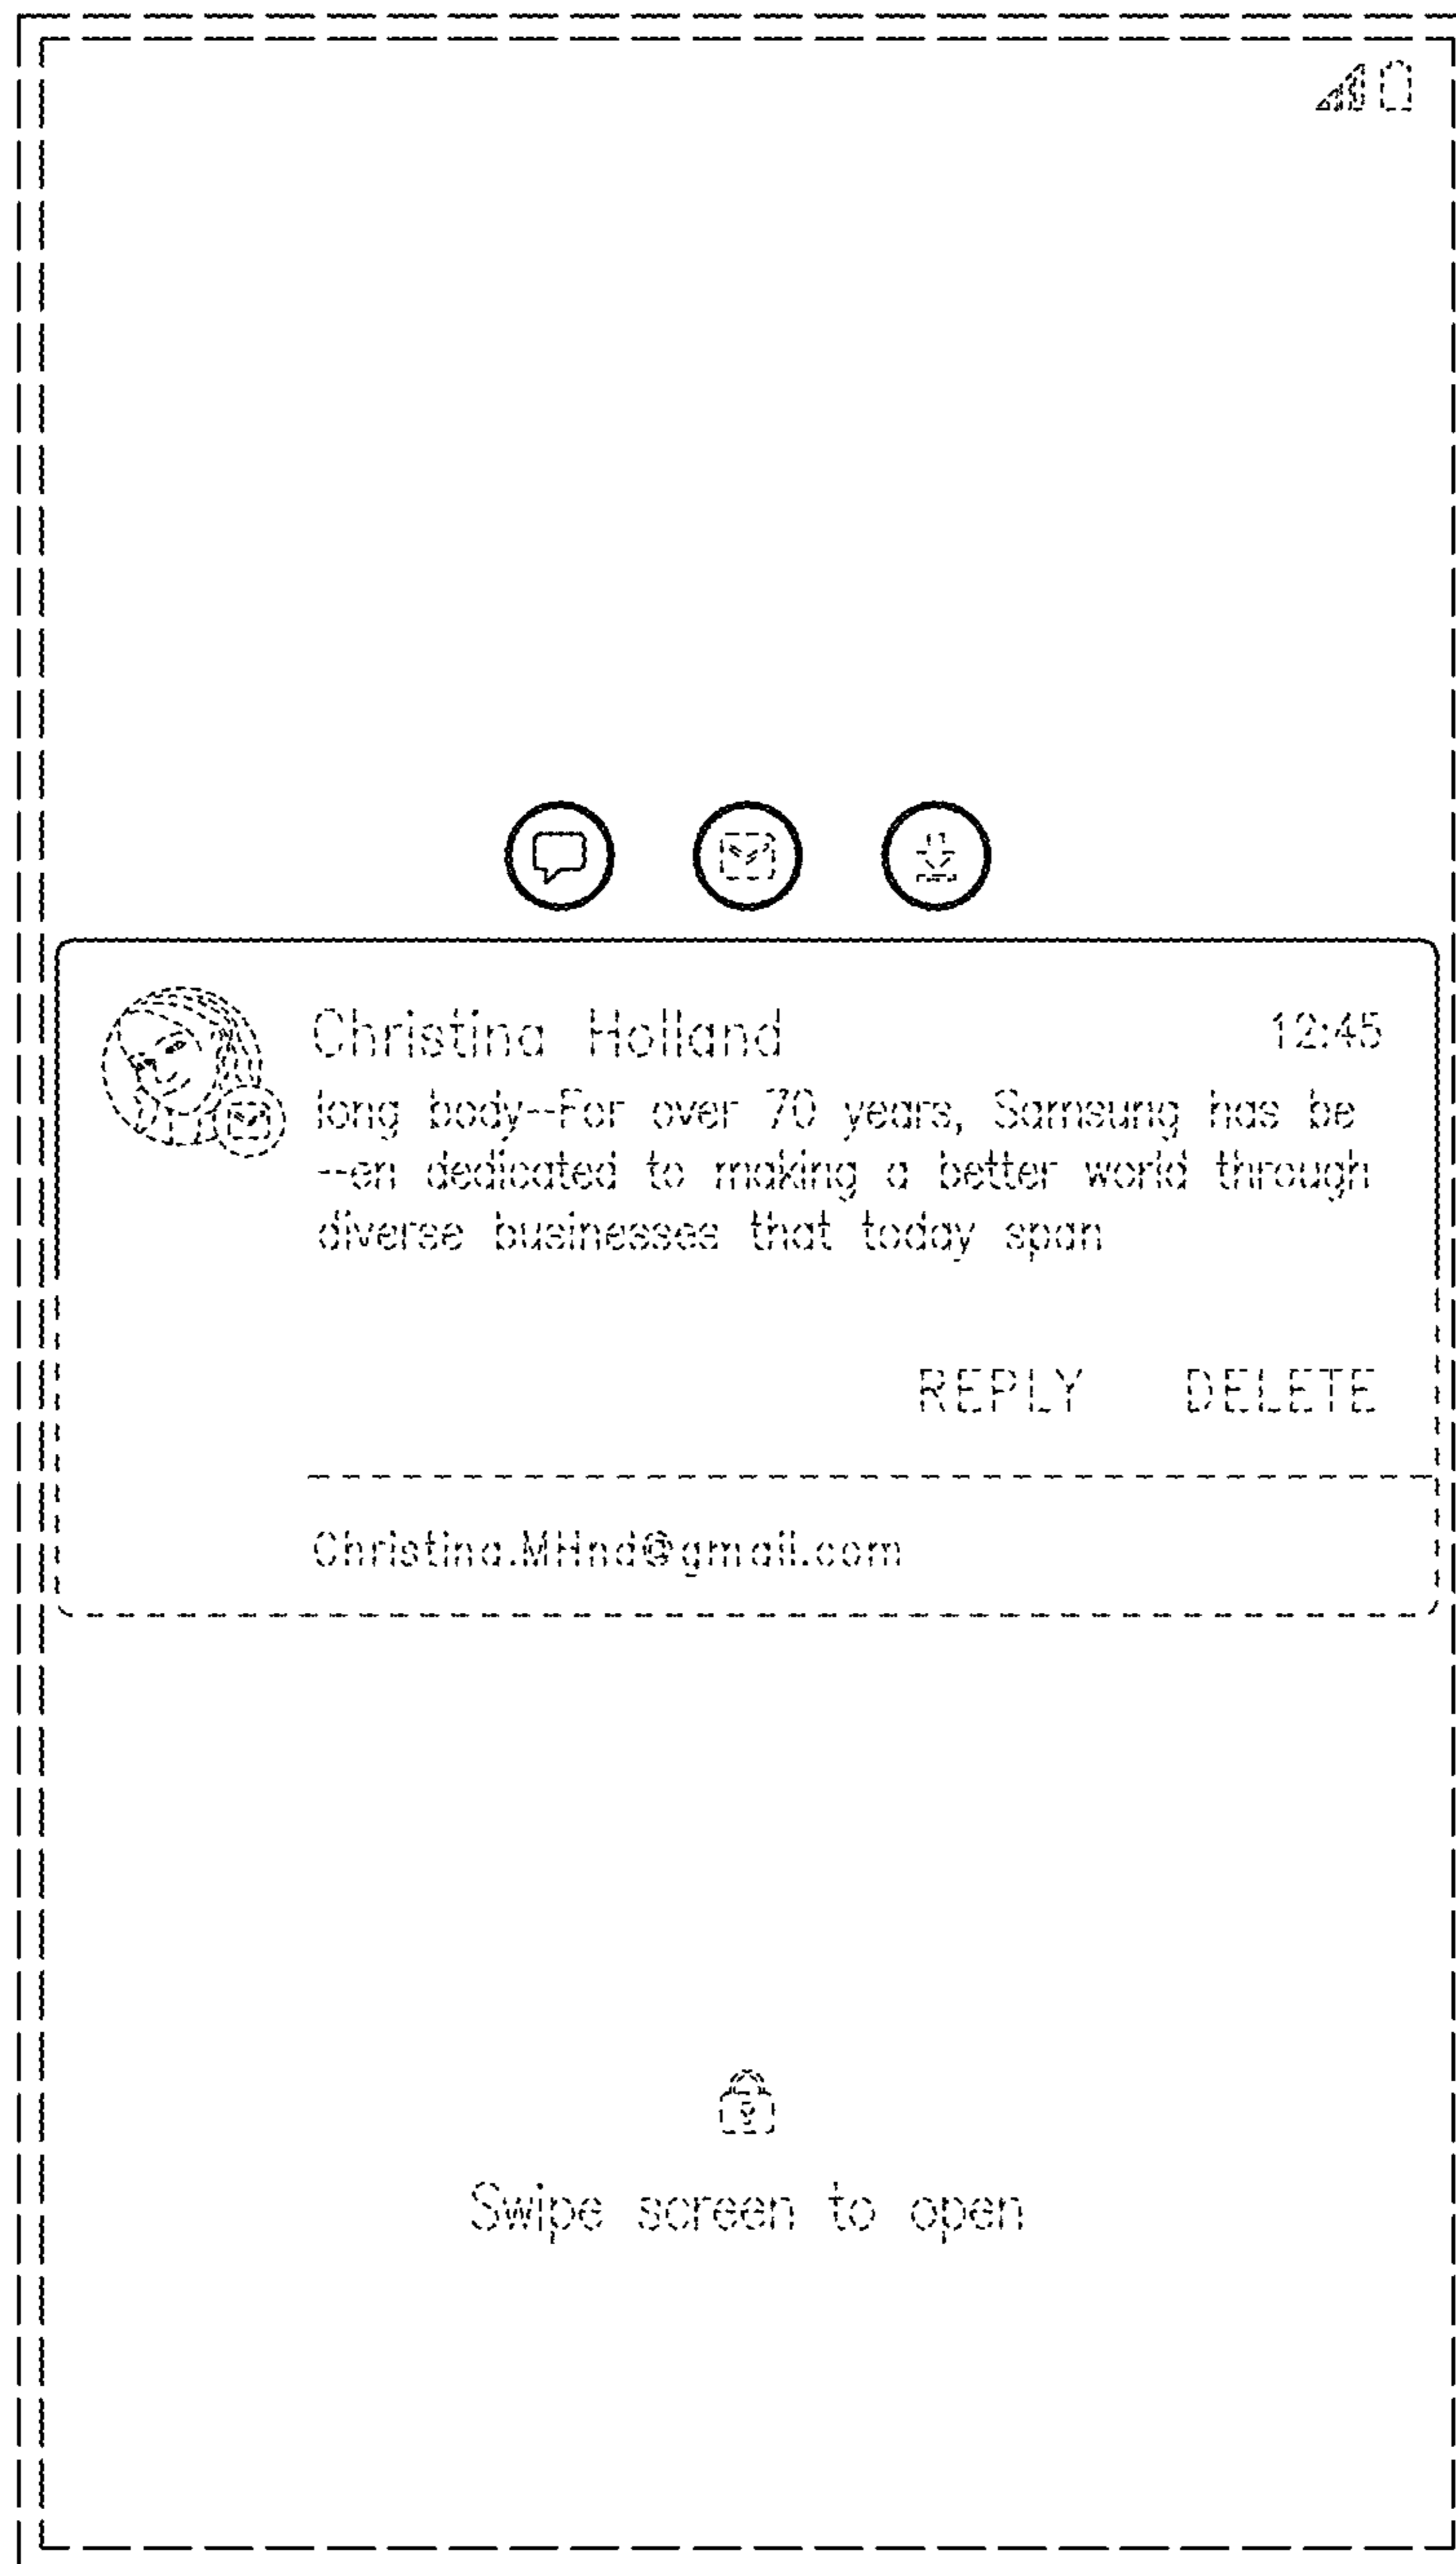 Christina Holland 12:45
long body--For over 70 years, Samsung has be
--en dedicated to making a better world through
diverse businesses that today span
REPLY DELETE
Christina.MHnd@gmail.com
Swipe screen to open